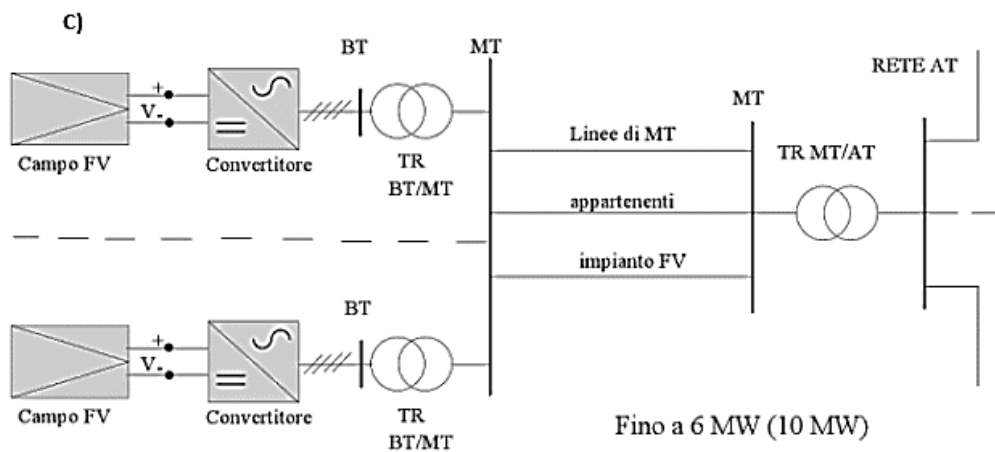 c)
BT
MT
RETE AT
+
V-
MT
Linee di MT
TR MT/AT
Campo FV
Convertitore
TR
BT/MT
appartenenti
impianto FV
BT
+
V-
Campo FV
Convertitore
TR
BT/MT
Fino a 6 MW (10 MW)